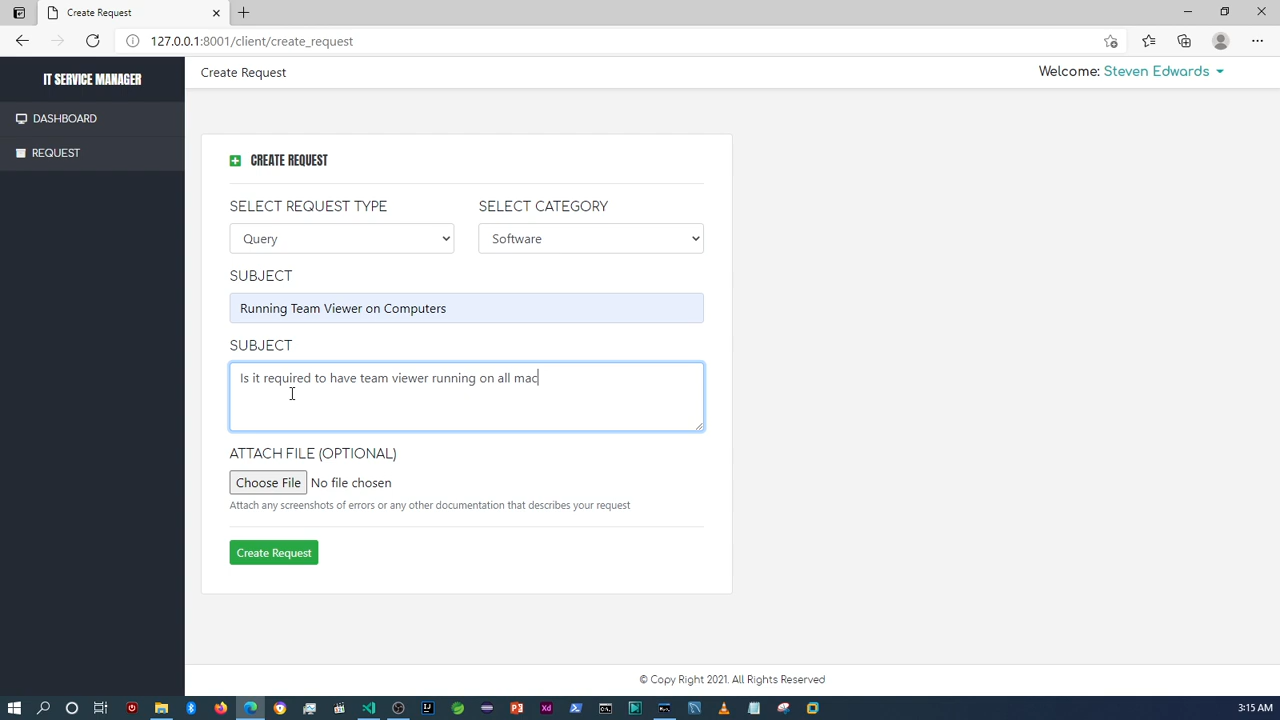 Create Request
127.0.0.1:8001/client/create_request
IT SERVICE MANAGER
Create Request
Welcome: Steven Edwards
DASHBOARD
REQUEST
CREATE REQUEST
SELECT REQUEST TYPE
SELECT CATEGORY
Query
Software
SUBJECT
Running Team Viewer on Computers
SUBJECT
Is it required to have team viewer running on all mac
ATTACH FILE (OPTIONAL)
Choose File No file chosen
Attach any screenshots of errors or any other documentation that describes your request
Create Request
© Copy Right 2021. All Rights Reserved
3:15 AM